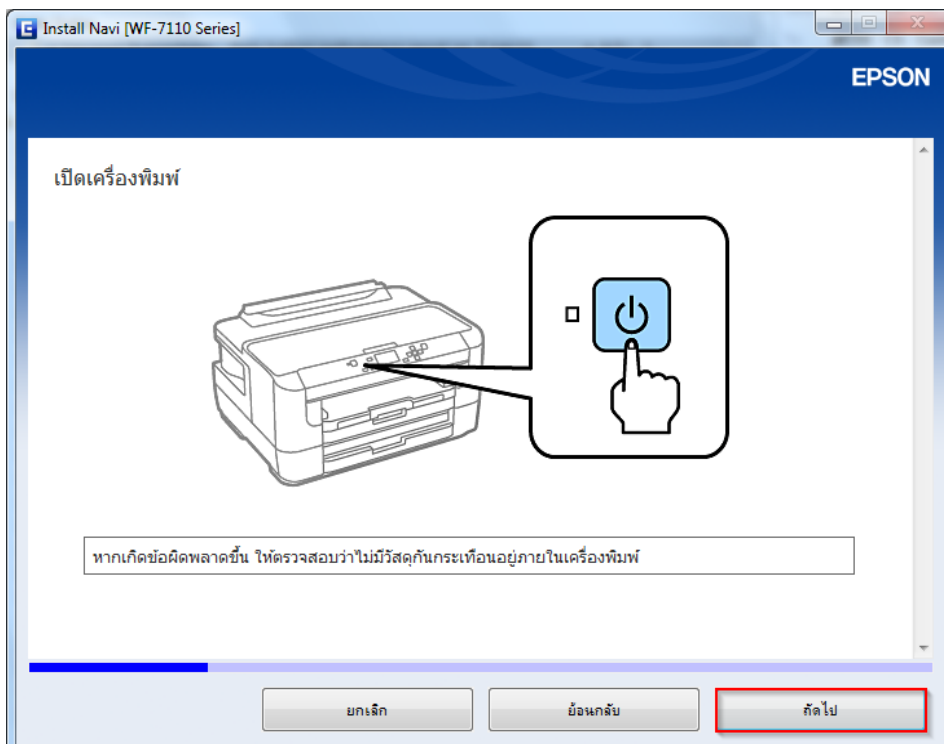 Install Navi [WF-7110 Series]
EPSON
เปิดเครื่องพิมพ์
หากเกิดข้อผิดพลาดขึ้น ให้ตรวจสอบว่าไม่มีวัสดุกันกระเทือนอยู่ภายในเครื่องพิมพ์
ยกเลิก
ย้อนกลับ
ถัดไป